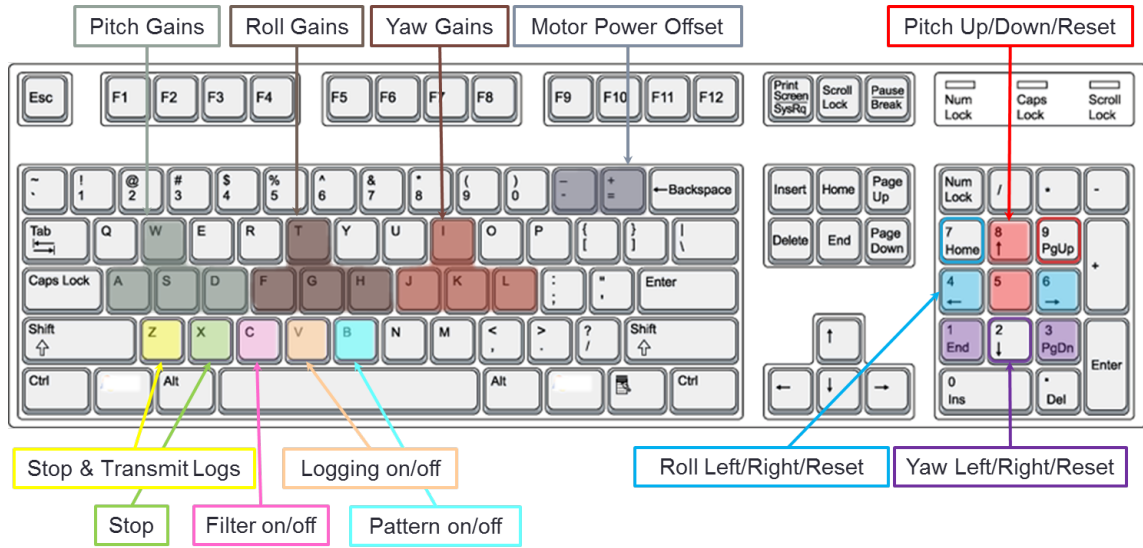 Pitch Gains Roll Gains Yaw Gains Motor Power Offset Pitch Up/Down/Reset
Esc F1 F2 F3 F4 F5 F6 F7 F8 F9 F10 F11 F12
Print Screen SysRq Scroll Lock Pause Break
Num Lock Caps Lock Scroll Lock
~ ` ! 1 @ 2 # 3 $ 4 % 5 ^ 6 & 7 * 8 ( 9 ) 0 – - + = ←Backspace
Insert Home Page Up
Num Lock / • -
Tab Q W E R T Y U I O P { [ } ] | \
Delete End Page Down
7 Home 8 ↑ 9 PgUp +
Caps Lock A S D F G H J K L : ; " ' Enter
4 ← 5 6 →
Shift Z X C V B N M < , > . ? / Shift
↑
1 End 2 ↓ 3 PgDn Enter
Ctrl Alt Alt Ctrl
← ↓ →
0 Ins • Del
Stop & Transmit Logs Logging on/off Roll Left/Right/Reset Yaw Left/Right/Reset
Stop Filter on/off Pattern on/off